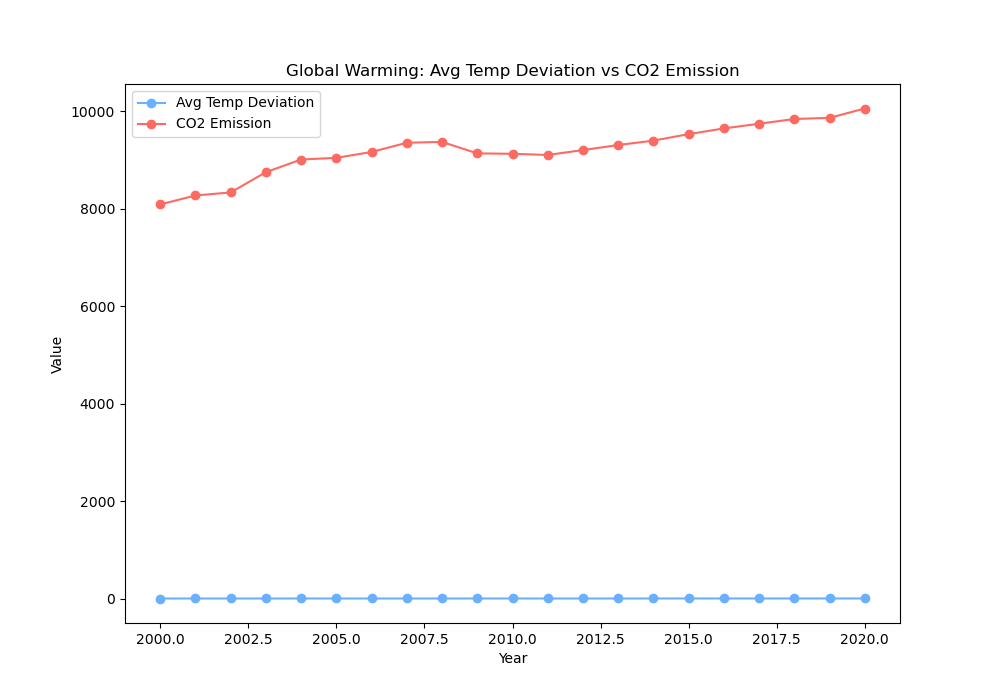 Global Warming: Avg Temp Deviation vs CO2 Emission
Avg Temp Deviation
CO2 Emission
10000
8000
6000
4000
2000
0
Value
2000.0 2002.5 2005.0 2007.5 2010.0 2012.5 2015.0 2017.5 2020.0
Year